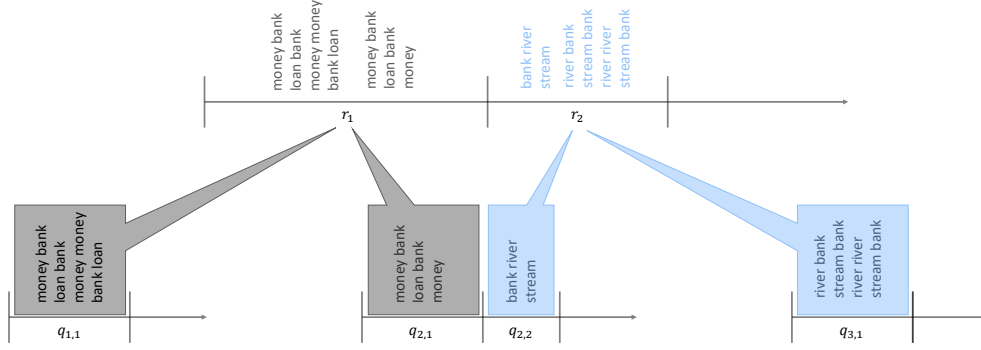 money bank
loan bank
money money
bank loan
money bank
loan bank
money
bank river
stream
river bank
stream bank
river river
stream bank
r₁
r₂
money bank
loan bank
money money
bank loan
money bank
loan bank
money
bank river
stream
river bank
stream bank
river river
stream bank
q₁,₁
q₂,₁
q₂,₂
q₃,₁